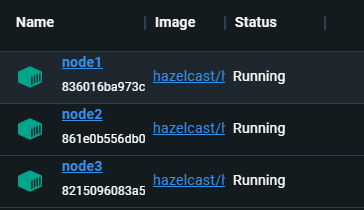 Name Image Status
node1
836016ba973c hazelcast/h Running
node2
861e0b556db0 hazelcast/h Running
node3
8215096083a5 hazelcast/h Running